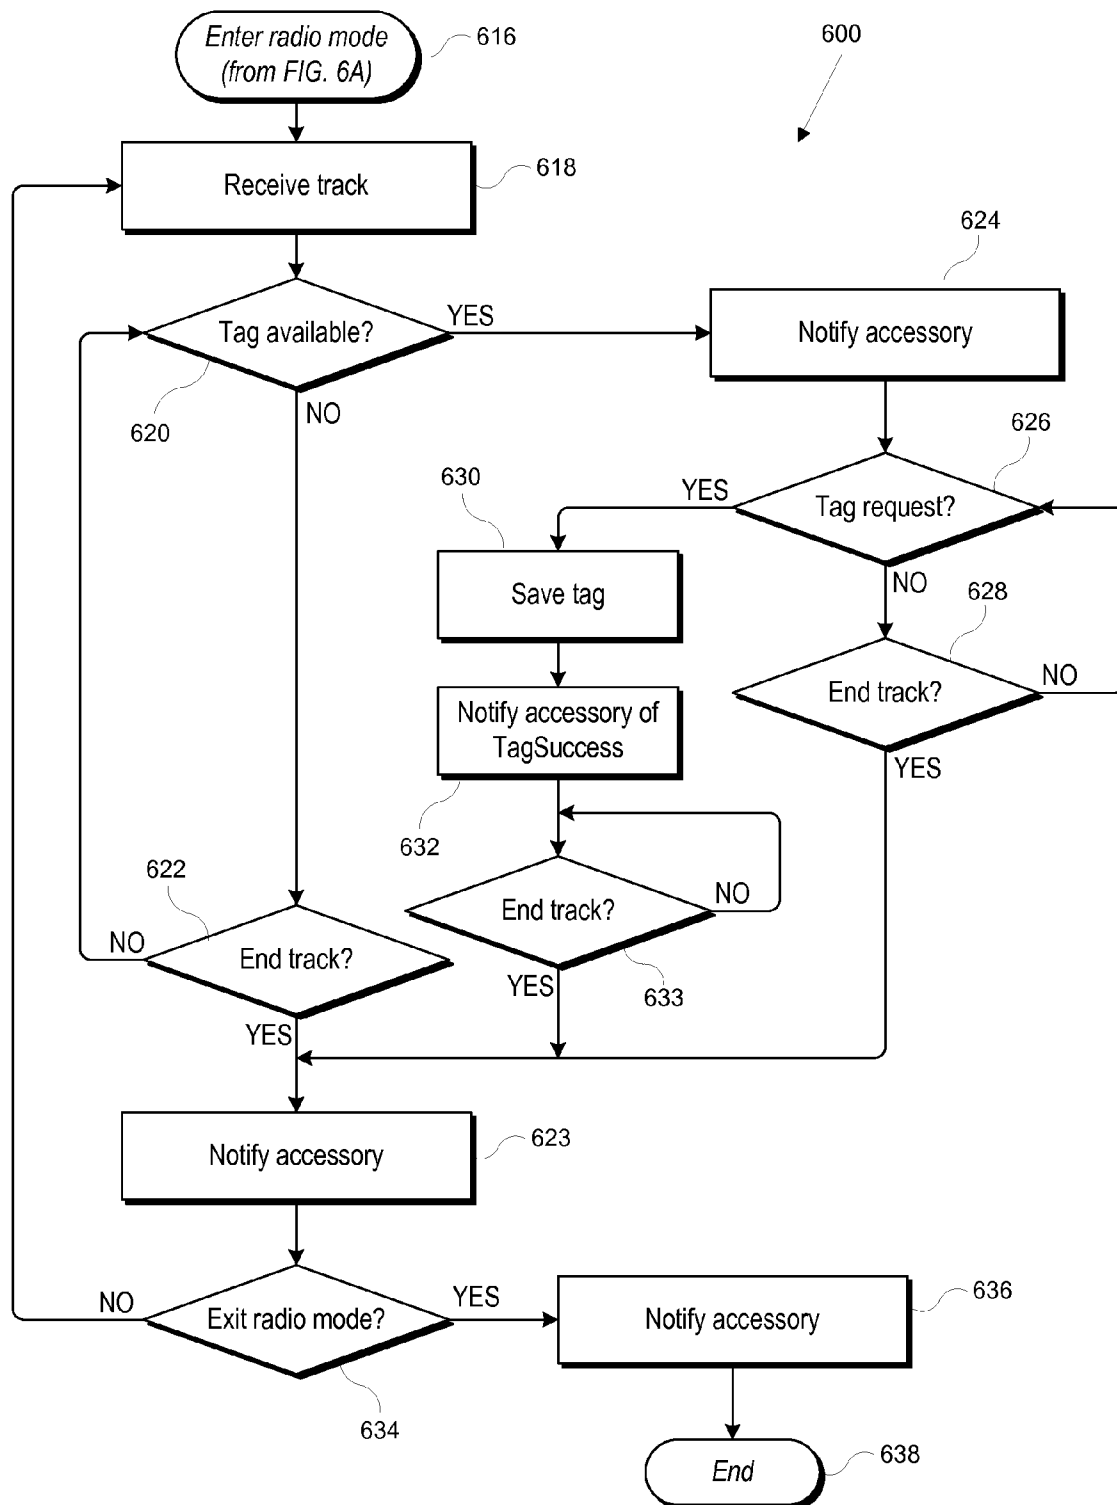 Enter radio mode
(from FIG. 6A)
616
600
Receive track
618
624
Tag available?
YES
Notify accessory
620
NO
626
630
YES
Tag request?
Save tag
NO
628
End track?
NO
Notify accessory of
TagSuccess
YES
632
622
End track?
NO
NO
End track?
YES
633
YES
Notify accessory
623
NO
Exit radio mode?
YES
Notify accessory
636
634
End
638